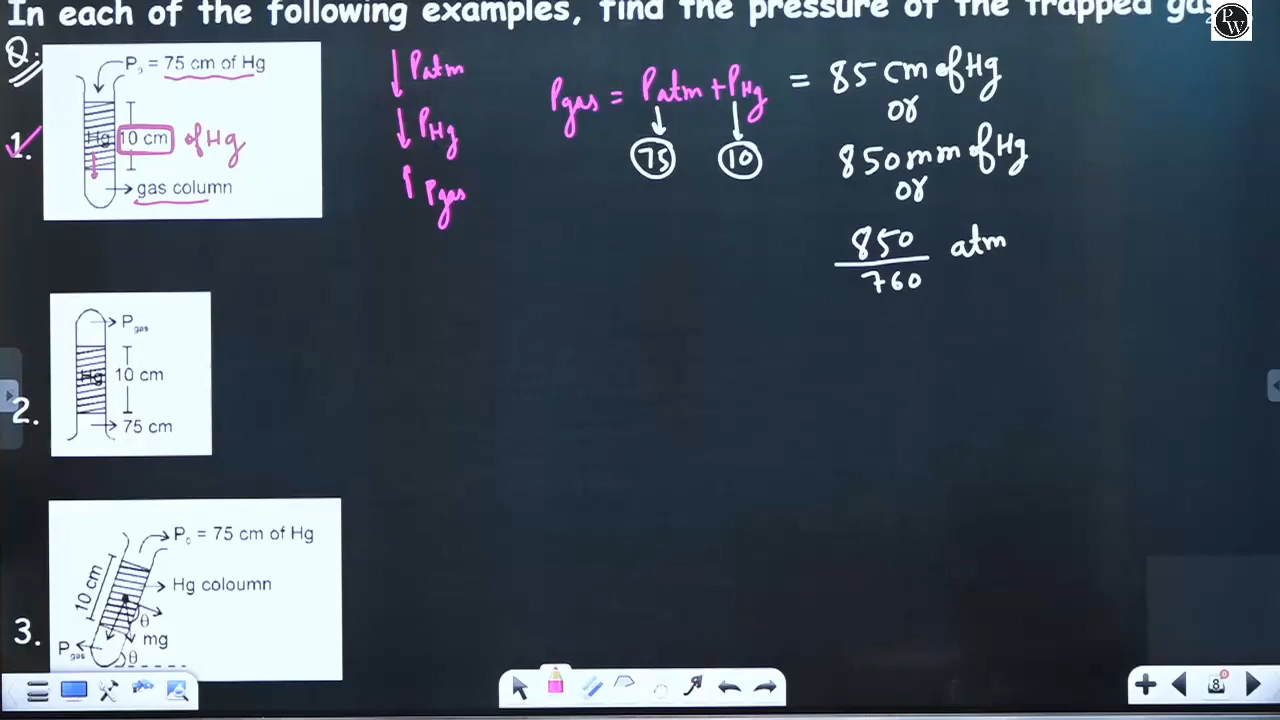 In each of the following examples, find the pressure of the trapped gas
PW
Q.
1.
P₀ = 75 cm of Hg
Hg 10 cm of Hg
gas column
Patm
PHg
Pgas
Pgas = Patm + PHg = 85 cm of Hg
75 10
or
850 mm of Hg
or
850/760 atm
2.
Pgas
Hg 10 cm
75 cm
3.
P₀ = 75 cm of Hg
10 cm
Hg coloumn
θ
mg
Pgas
θ
8